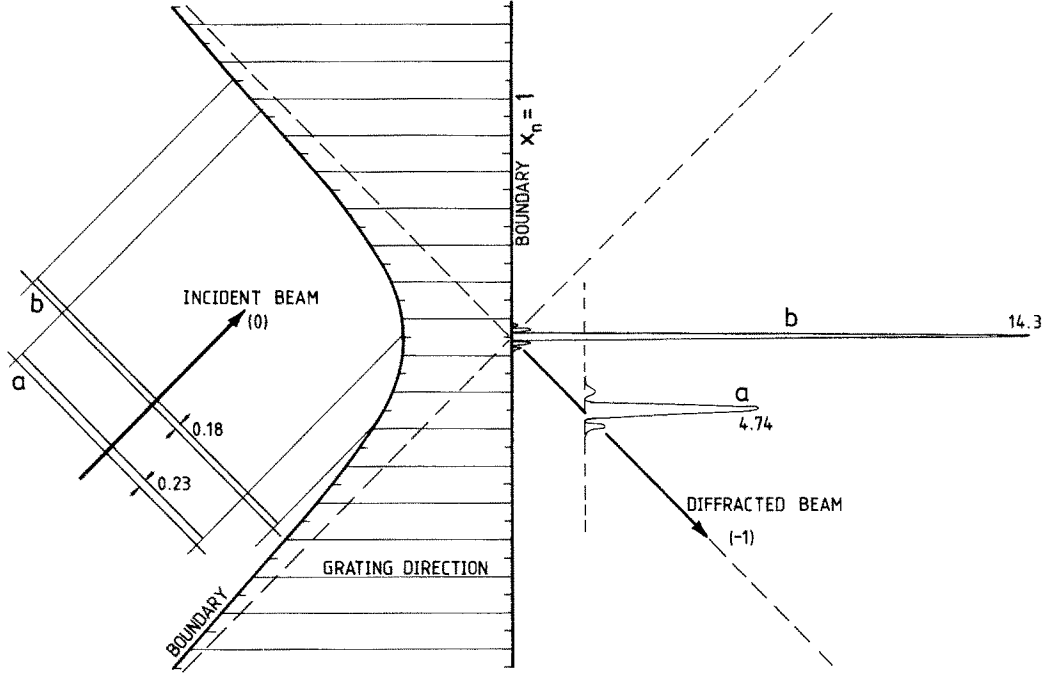 BOUNDARY xₙ = 1
INCIDENT BEAM
(0)
b
a
0.18
0.23
b
14.3
a
4.74
DIFFRACTED BEAM
(-1)
GRATING DIRECTION
BOUNDARY